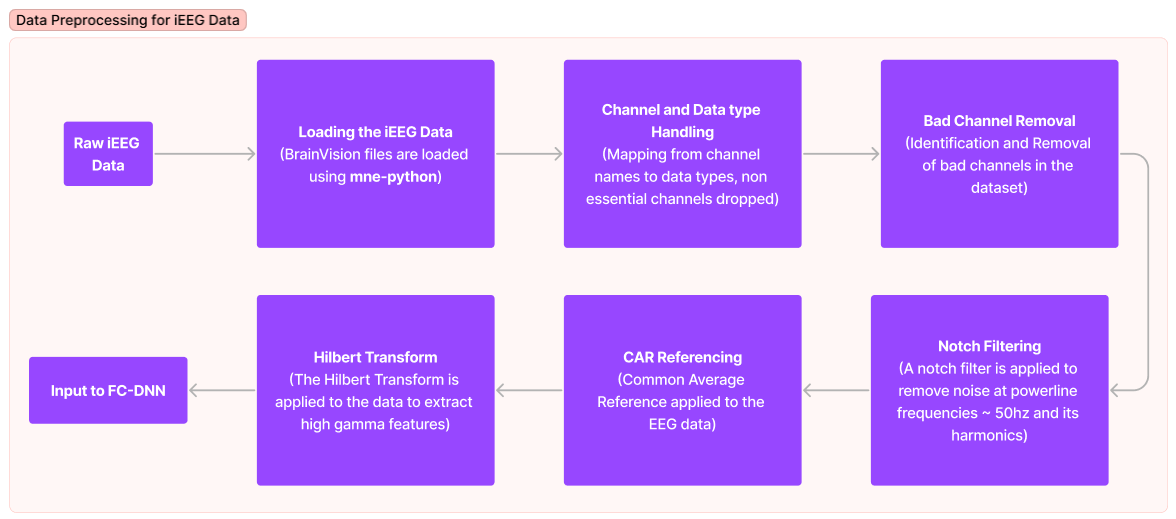 Data Preprocessing for iEEG Data
Raw iEEG
Data
Loading the iEEG Data
(BrainVision files are loaded
using mne-python)
Channel and Data type
Handling
(Mapping from channel
names to data types, non
essential channels dropped)
Bad Channel Removal
(Identification and Removal
of bad channels in the
dataset)
Notch Filtering
(A notch filter is applied to
remove noise at powerline
frequencies ~ 50hz and its
harmonics)
CAR Referencing
(Common Average
Reference applied to the
EEG data)
Hilbert Transform
(The Hilbert Transform is
applied to the data to extract
high gamma features)
Input to FC-DNN